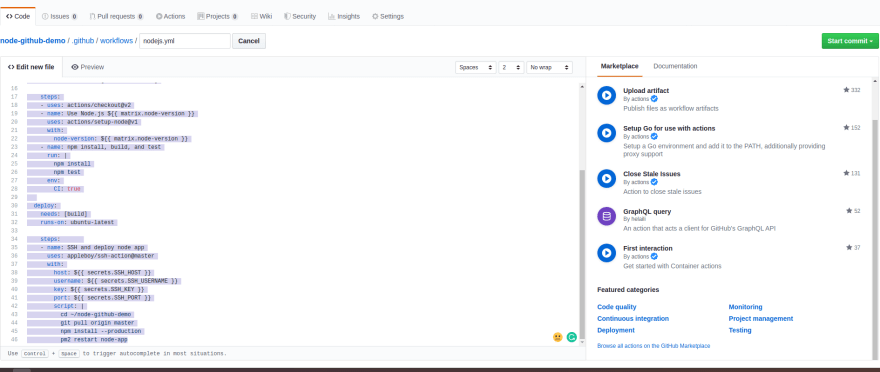 Code Issues 0 Pull requests 0 Actions Projects 0 Wiki Security Insights Settings
node-github-demo / .github / workflows / nodejs.yml Cancel
Start commit
Edit new file Preview Spaces 2 No wrap
16
17 steps:
18 - uses: actions/checkout@v2
19 - name: Use Node.js ${{ matrix.node-version }}
20 uses: actions/setup-node@v1
21 with:
22 node-version: ${{ matrix.node-version }}
23 - name: npm install, build, and test
24 run: |
25 npm install
26 npm test
27 env:
28 CI: true
29
30 deploy:
31 needs: [build]
32 runs-on: ubuntu-latest
33
34 steps:
35 - name: SSH and deploy node app
36 uses: appleboy/ssh-action@master
37 with:
38 host: ${{ secrets.SSH_HOST }}
39 username: ${{ secrets.SSH_USERNAME }}
40 key: ${{ secrets.SSH_KEY }}
41 port: ${{ secrets.SSH_PORT }}
42 script: |
43 cd ~/node-github-demo
44 git pull origin master
45 npm install --production
46 pm2 restart node-app
Use Control + Space to trigger autocomplete in most situations.
Marketplace Documentation
Upload artifact 332
By actions
Publish files as workflow artifacts
Setup Go for use with actions 152
By actions
Setup a Go environment and add it to the PATH, additionally providing
proxy support
Close Stale Issues 131
By actions
Action to close stale issues
GraphQL query 52
By helaili
An action that acts a client for GitHub's GraphQL API
First interaction 37
By actions
Get started with Container actions
Featured categories
Code quality Monitoring
Continuous integration Project management
Deployment Testing
Browse all actions on the GitHub Marketplace